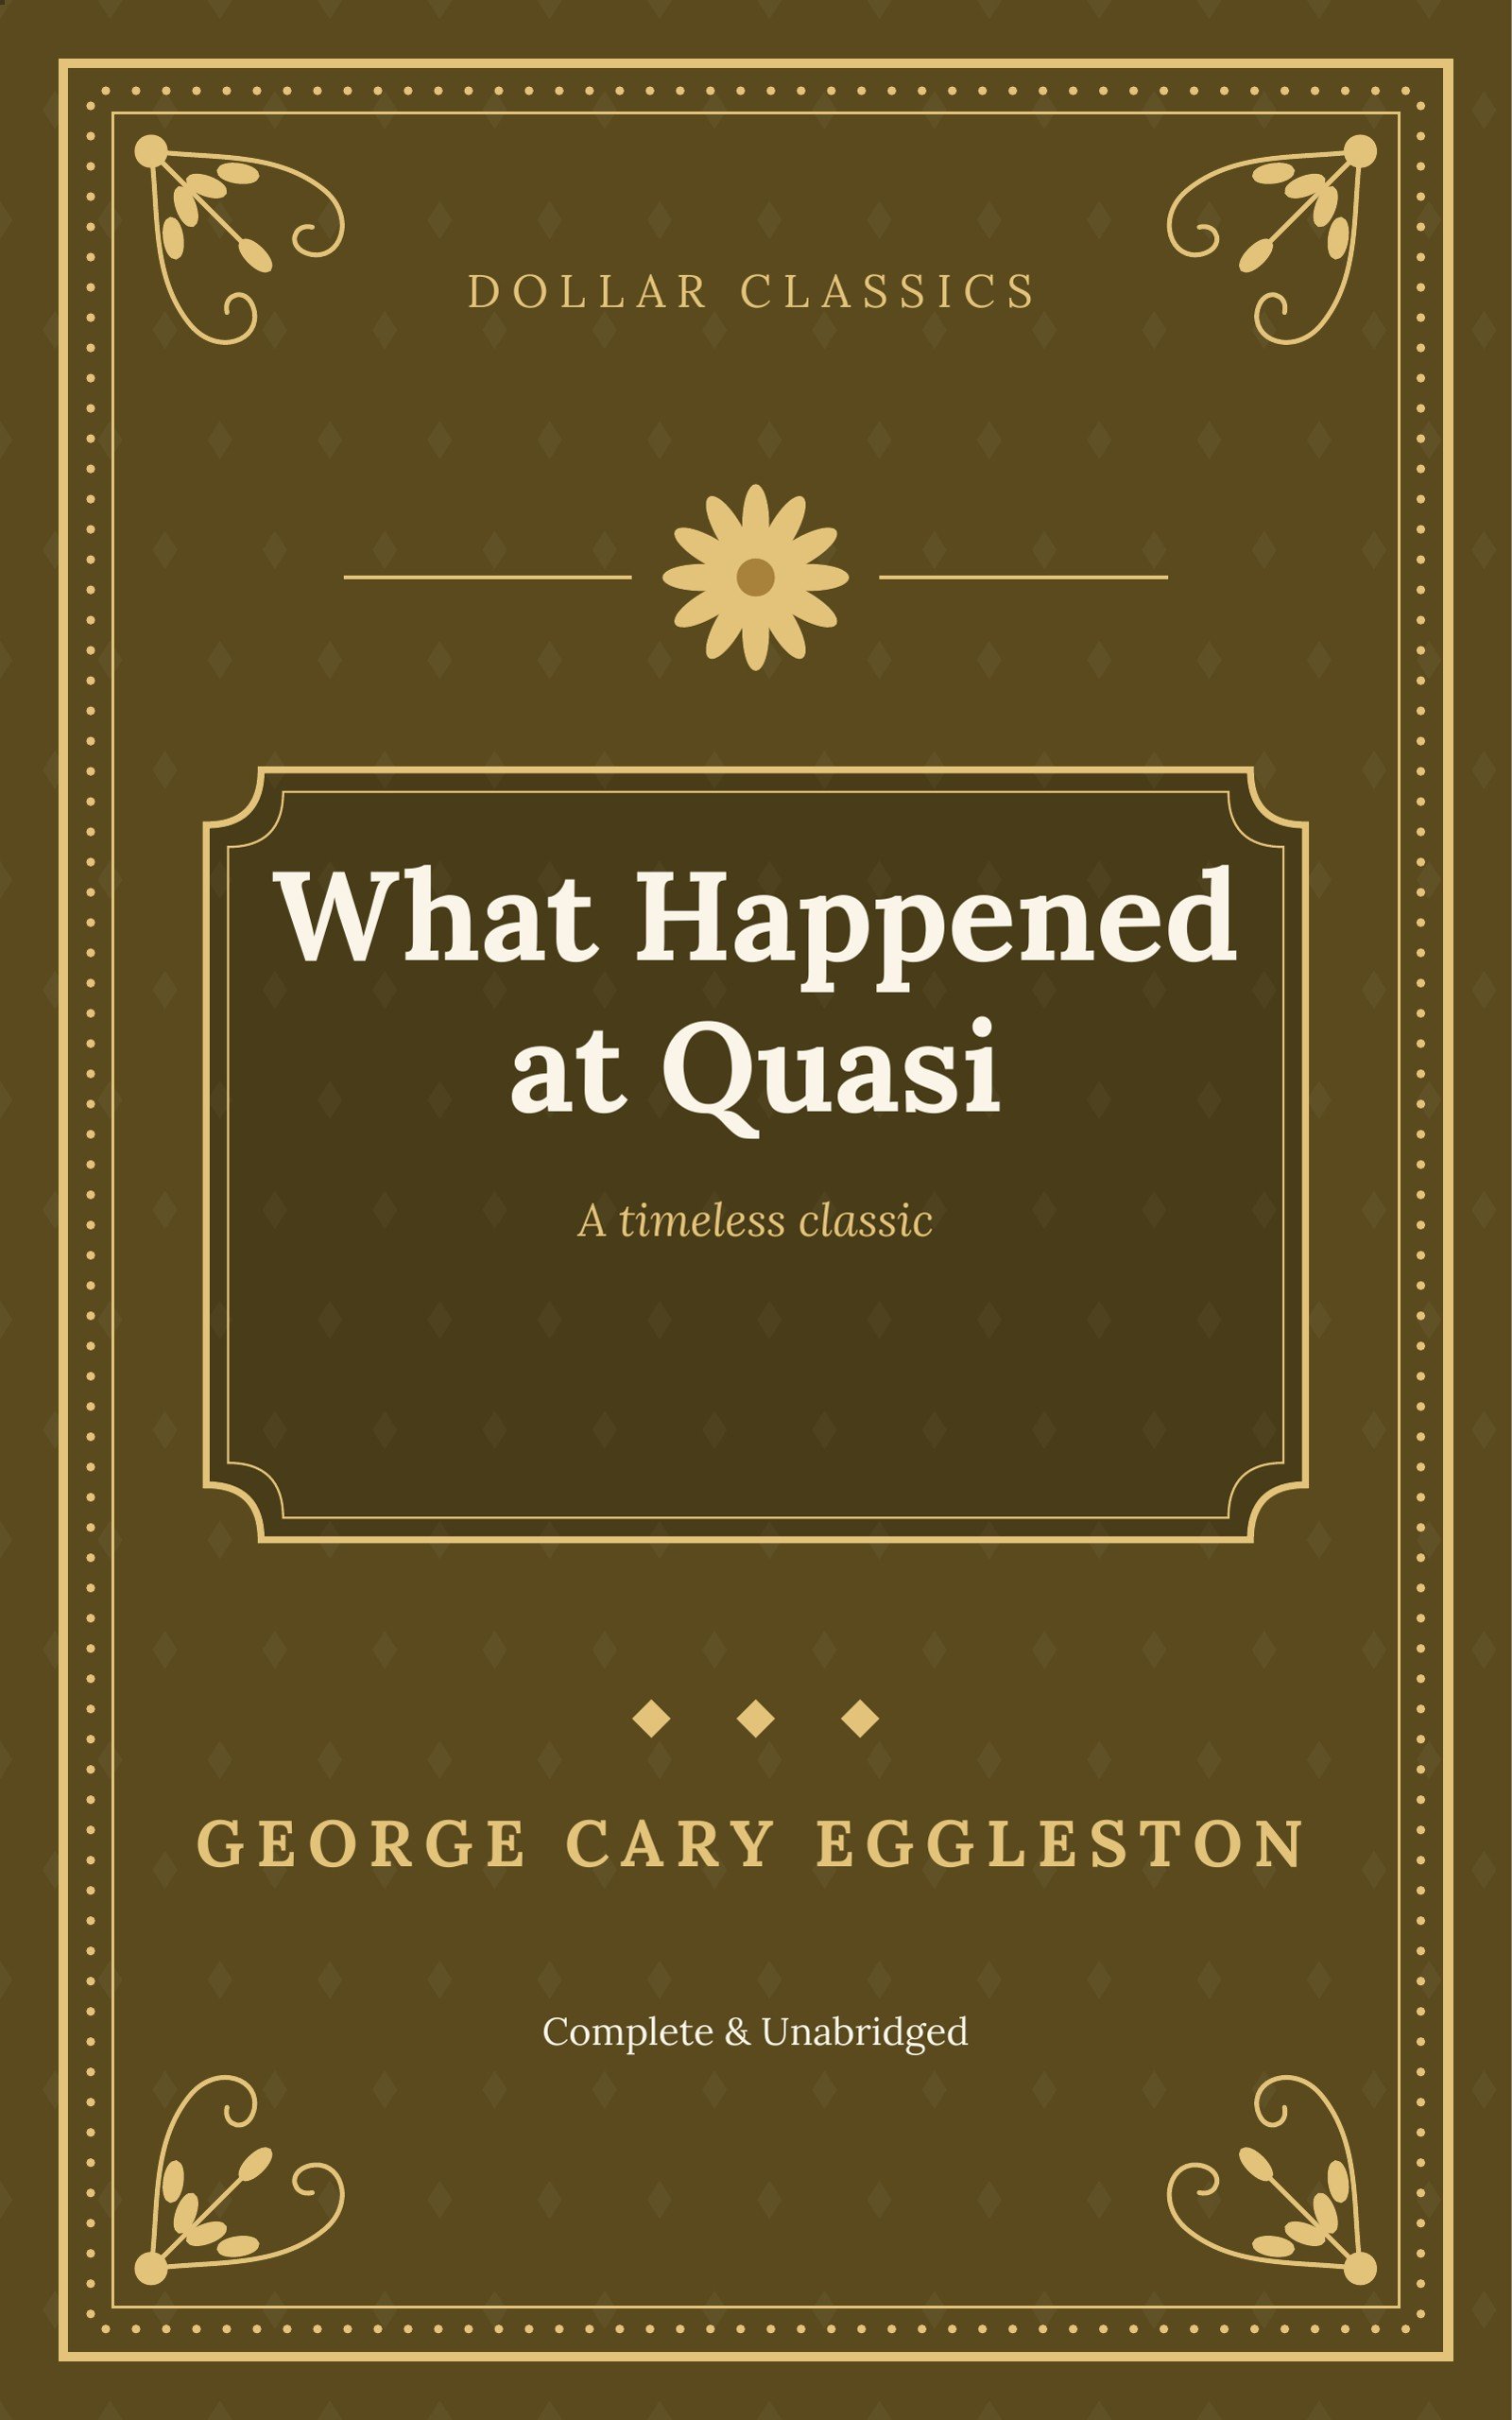 DOLLAR CLASSICS
What Happened
at Quasi
A timeless classic
GEORGE CARY EGGLESTON
Complete & Unabridged